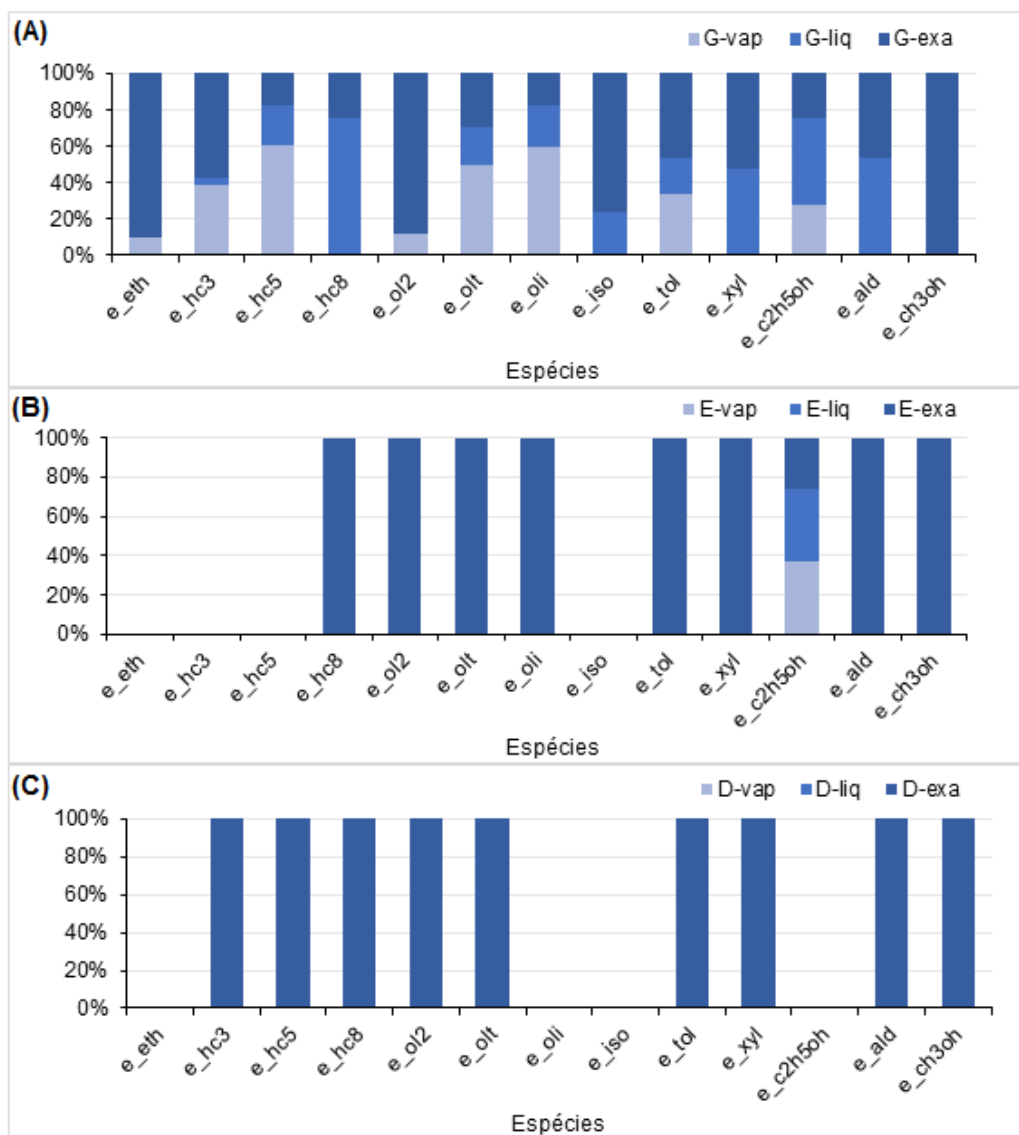 (A)
G-vap G-liq G-exa
100%
80%
60%
40%
20%
0%
e_eth e_hc3 e_hc5 e_hc8 e_ol2 e_olt e_oli e_iso e_tol e_xyl e_c2h5oh e_ald e_ch3oh
Espécies
(B)
E-vap E-liq E-exa
100%
80%
60%
40%
20%
0%
e_eth e_hc3 e_hc5 e_hc8 e_ol2 e_olt e_oli e_iso e_tol e_xyl e_c2h5oh e_ald e_ch3oh
Espécies
(C)
D-vap D-liq D-exa
100%
80%
60%
40%
20%
0%
e_eth e_hc3 e_hc5 e_hc8 e_ol2 e_olt e_oli e_iso e_tol e_xyl e_c2h5oh e_ald e_ch3oh
Espécies